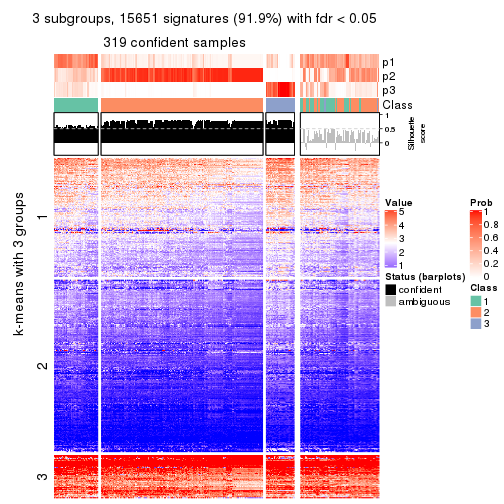 3 subgroups, 15651 signatures (91.9%) with fdr < 0.05
319 confident samples
p1
p2
p3
Class
1
0.5
0
Silhouette
score
k-means with 3 groups
1
2
3
Value
5
4
3
2
1
Status (barplots)
confident
ambiguous
Prob
1
0.8
0.6
0.4
0.2
0
Class
1
2
3